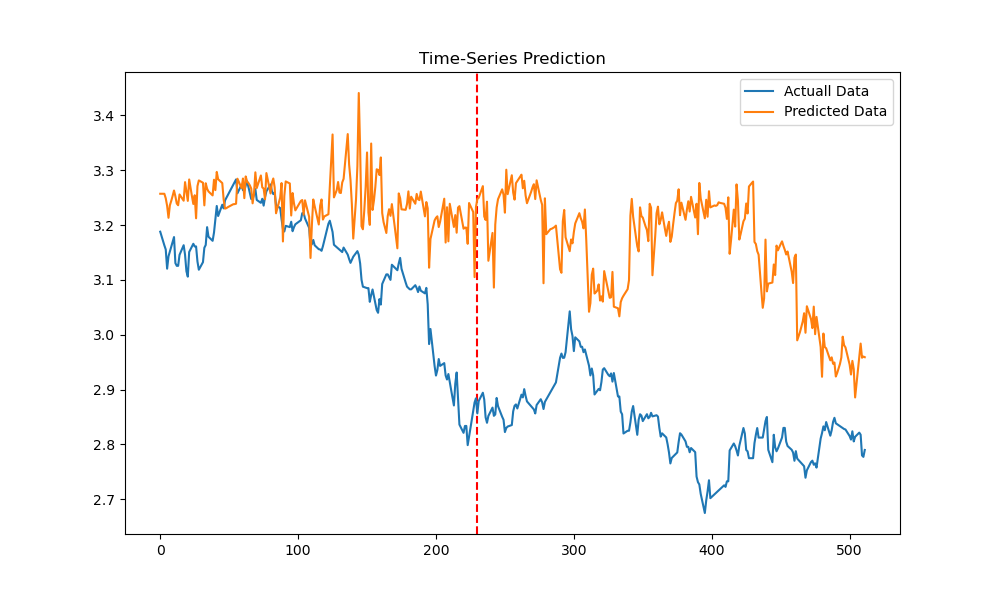 Time-Series Prediction
Actuall Data
Predicted Data
3.4
3.3
3.2
3.1
3.0
2.9
2.8
2.7
0 100 200 300 400 500